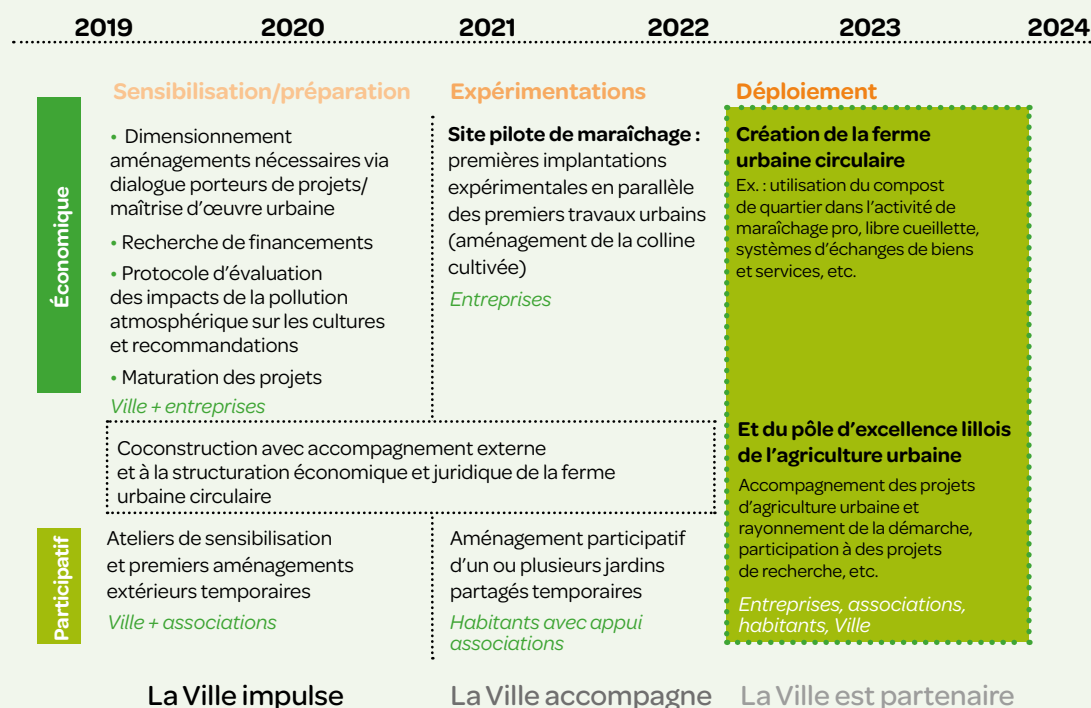 2019 2020 2021 2022 2023 2024
Sensibilisation/préparation
Économique
• Dimensionnement
aménagements nécessaires via
dialogue porteurs de projets/
maîtrise d’œuvre urbaine
• Recherche de financements
• Protocole d’évaluation
des impacts de la pollution
atmosphérique sur les cultures
et recommandations
• Maturation des projets
Ville + entreprises
Expérimentations
Site pilote de maraîchage :
premières implantations
expérimentales en parallèle
des premiers travaux urbains
(aménagement de la colline
cultivée)
Entreprises
Coconstruction avec accompagnement externe
et à la structuration économique et juridique de la ferme
urbaine circulaire
Participatif
Ateliers de sensibilisation
et premiers aménagements
extérieurs temporaires
Ville + associations
Aménagement participatif
d’un ou plusieurs jardins
partagés temporaires
Habitants avec appui
associations
Déploiement
Création de la ferme
urbaine circulaire
Ex. : utilisation du compost
de quartier dans l’activité de
maraîchage pro, libre cueillette,
systèmes d’échanges de biens
et services, etc.
Et du pôle d’excellence lillois
de l’agriculture urbaine
Accompagnement des projets
d’agriculture urbaine et
rayonnement de la démarche,
participation à des projets
de recherche, etc.
Entreprises, associations,
habitants, Ville
La Ville impulse
La Ville accompagne
La Ville est partenaire